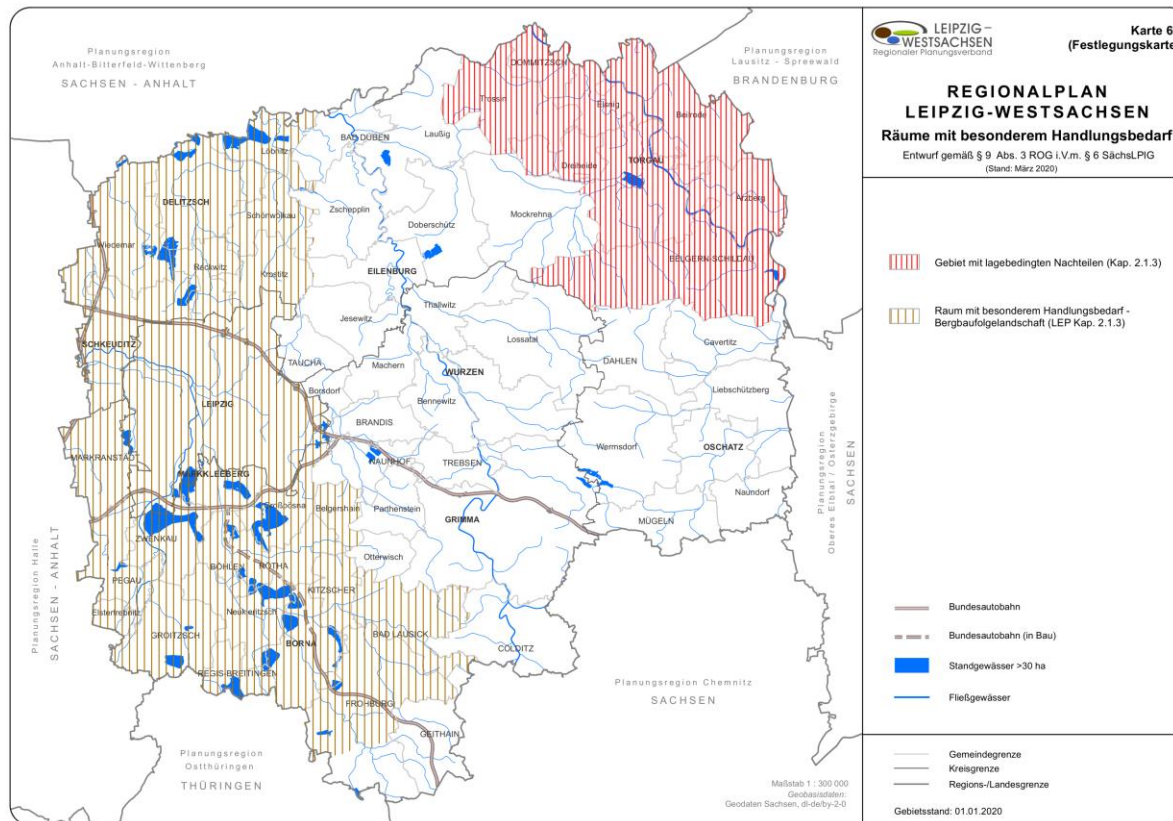 LEIPZIG–
WESTSACHSEN
Regionaler Planungsverband
Karte 6
(Festlegungskarte
REGIONALPLAN
LEIPZIG-WESTSACHSEN
Räume mit besonderem Handlungsbedarf
Entwurf gemäß § 9 Abs. 3 ROG i.V.m. § 6 SächsLPlG
(Stand: März 2020)
Gebiet mit lagebedingten Nachteilen (Kap. 2.1.3)
Raum mit besonderem Handlungsbedarf -
Bergbaufolgelandschaft (LEP Kap. 2.1.3)
Bundesautobahn
Bundesautobahn (in Bau)
Standgewässer >30 ha
Fließgewässer
Gemeindegrenze
Kreisgrenze
Regions-/Landesgrenze
Gebietsstand: 01.01.2020
Planungsregion
Anhalt-Bitterfeld-Wittenberg
SACHSEN - ANHALT
Planungsregion
Lausitz - Spreewald
BRANDENBURG
DOMMITZSCH
Trossin
Elsnig
Beilrode
Laußig
BAD DÜBEN
Löbnitz
Dreiheide
TORGAU
Arzberg
DELITZSCH
Schönwölkau
Zschepplin
Doberschütz
Mockrehna
Wiedemar
Rackwitz
Krostitz
EILENBURG
BELGERN-SCHILDAU
Thallwitz
Jesewitz
Lossatal
Cavertitz
SCHKEUDITZ
TAUCHA
Machern
WURZEN
DAHLEN
Liebschützberg
LEIPZIG
Borsdorf
Bennewitz
BRANDIS
Wermsdorf
OSCHATZ
MARKRANSTÄDT
NAUNHOF
TREBSEN
MARKKLEEBERG
Naundorf
Großpösna
Belgershain
Parthenstein
GRIMMA
MÜGELN
ZWENKAU
Otterwisch
PEGAU
BÖHLEN
RÖTHA
KITZSCHER
Elstertrebnitz
Neukieritzsch
GROITZSCH
BORNA
BAD LAUSICK
COLDITZ
REGIS-BREITINGEN
FROHBURG
GEITHAIN
Planungsregion Halle
SACHSEN - ANHALT
Planungsregion
Oberes Elbtal / Osterzgebirge
SACHSEN
Planungsregion Chemnitz
SACHSEN
Planungsregion
Ostthüringen
THÜRINGEN
Maßstab 1 : 300 000
Geobasisdaten:
Geodaten Sachsen, dl-de/by-2-0